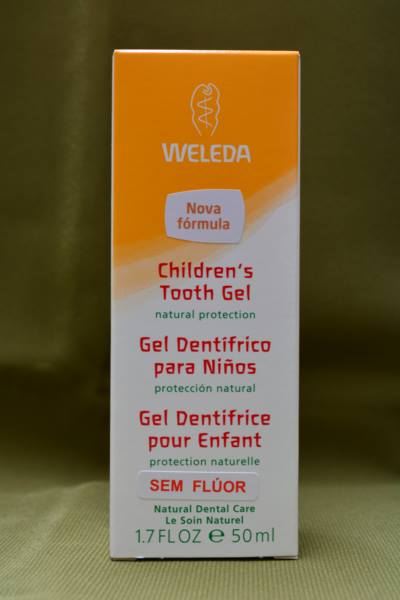 WELEDA
Nova
fórmula
Children's
Tooth Gel
natural protection
Gel Dentífrico
para Niños
protección natural
Gel Dentifrice
pour Enfant
protection naturelle
SEM FLÚOR
Natural Dental Care
Le Soin Naturel
1.7 FL OZ ℮ 50 ml